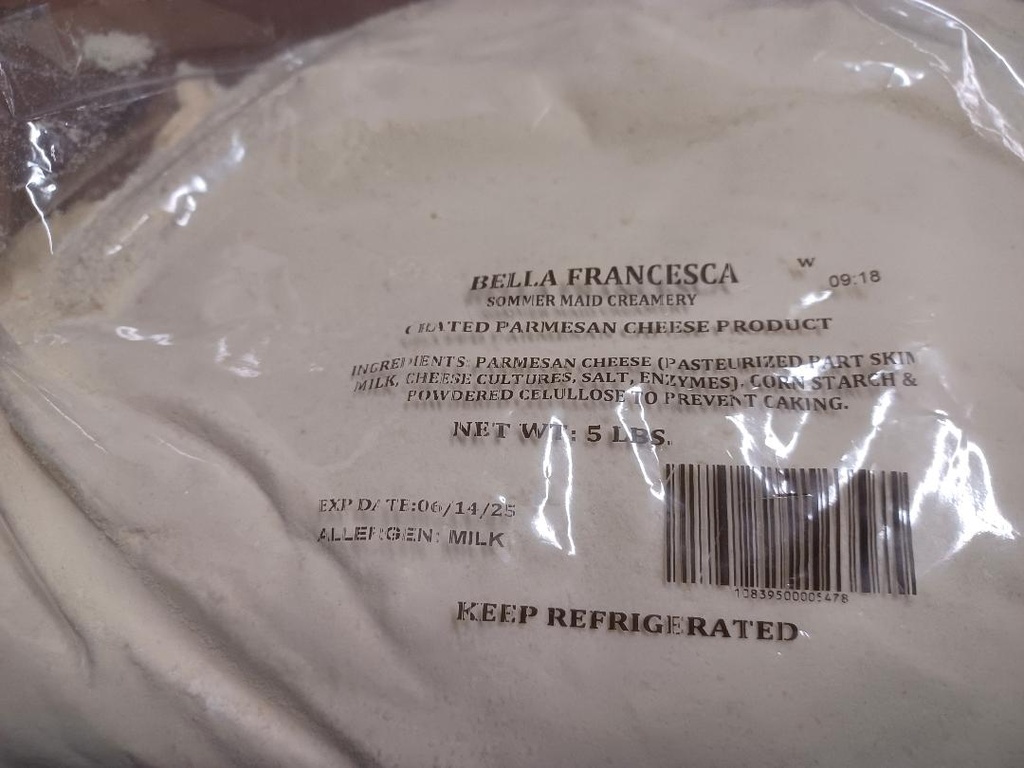 BELLA FRANCESCA
W
09:18
SOMMER MAID CREAMERY
GRATED PARMESAN CHEESE PRODUCT
INGREDIENTS: PARMESAN CHEESE (PASTEURIZED PART SKIM
MILK, CHEESE CULTURES, SALT, ENZYMES), CORN STARCH &
POWDERED CELULLOSE TO PREVENT CAKING.
NET WT: 5 LBS.
EXP DATE:06/14/25
ALLERGEN: MILK
10839500005478
KEEP REFRIGERATED